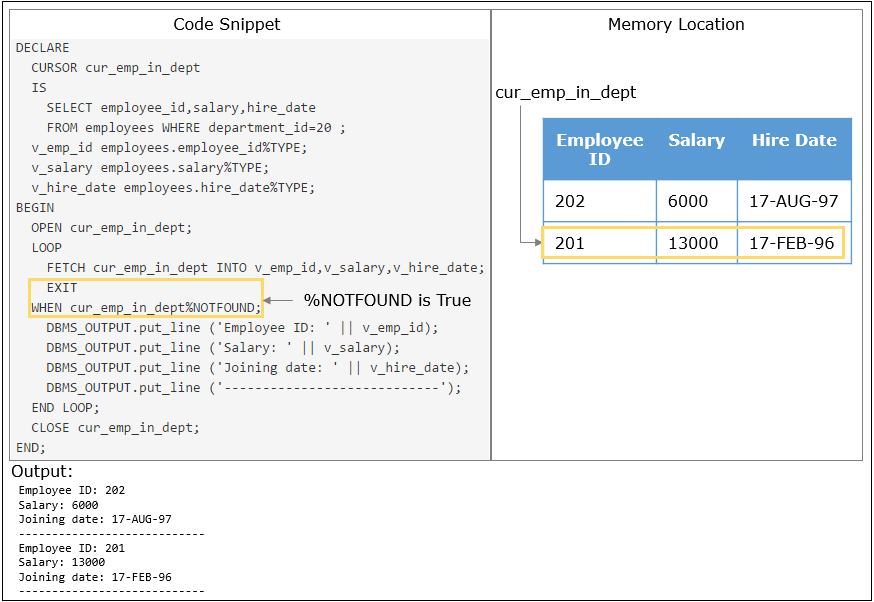 Code Snippet
DECLARE
CURSOR cur_emp_in_dept
IS
SELECT employee_id,salary,hire_date
FROM employees WHERE department_id=20 ;
v_emp_id employees.employee_id%TYPE;
v_salary employees.salary%TYPE;
v_hire_date employees.hire_date%TYPE;
BEGIN
OPEN cur_emp_in_dept;
LOOP
FETCH cur_emp_in_dept INTO v_emp_id,v_salary,v_hire_date;
EXIT
WHEN cur_emp_in_dept%NOTFOUND;
%NOTFOUND is True
DBMS_OUTPUT.put_line ('Employee ID: ' || v_emp_id);
DBMS_OUTPUT.put_line ('Salary: ' || v_salary);
DBMS_OUTPUT.put_line ('Joining date: ' || v_hire_date);
DBMS_OUTPUT.put_line ('----------------------------');
END LOOP;
CLOSE cur_emp_in_dept;
END;
Memory Location
cur_emp_in_dept
Employee ID Salary Hire Date
202 6000 17-AUG-97
201 13000 17-FEB-96
Output:
Employee ID: 202
Salary: 6000
Joining date: 17-AUG-97
----------------------------
Employee ID: 201
Salary: 13000
Joining date: 17-FEB-96
----------------------------